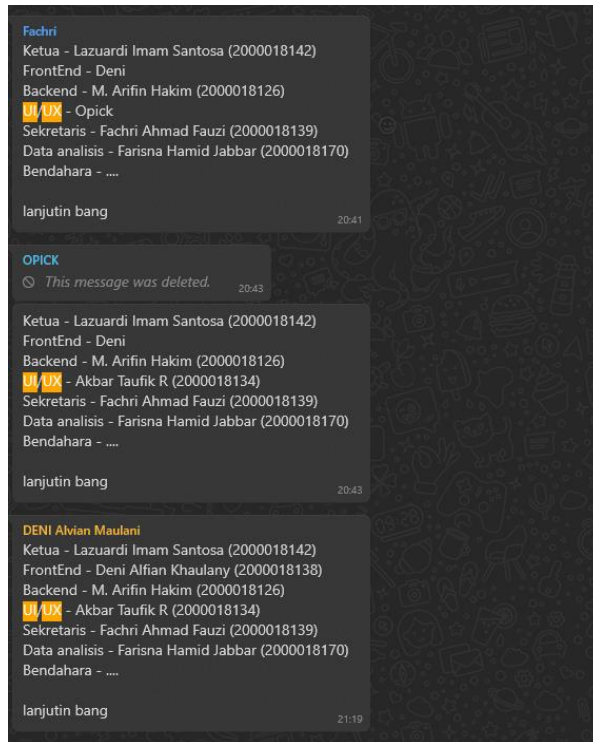 Fachri
Ketua - Lazuardi Imam Santosa (2000018142)
FrontEnd - Deni
Backend - M. Arifin Hakim (2000018126)
UI/UX - Opick
Sekretaris - Fachri Ahmad Fauzi (2000018139)
Data analisis - Farisna Hamid Jabbar (2000018170)
Bendahara - ....
lanjutin bang
20:41
OPICK
This message was deleted.
20:43
Ketua - Lazuardi Imam Santosa (2000018142)
FrontEnd - Deni
Backend - M. Arifin Hakim (2000018126)
UI/UX - Akbar Taufik R (2000018134)
Sekretaris - Fachri Ahmad Fauzi (2000018139)
Data analisis - Farisna Hamid Jabbar (2000018170)
Bendahara - ....
lanjutin bang
20:43
DENI Alvian Maulani
Ketua - Lazuardi Imam Santosa (2000018142)
FrontEnd - Deni Alfian Khaulany (2000018138)
Backend - M. Arifin Hakim (2000018126)
UI/UX - Akbar Taufik R (2000018134)
Sekretaris - Fachri Ahmad Fauzi (2000018139)
Data analisis - Farisna Hamid Jabbar (2000018170)
Bendahara - ....
lanjutin bang
21:19